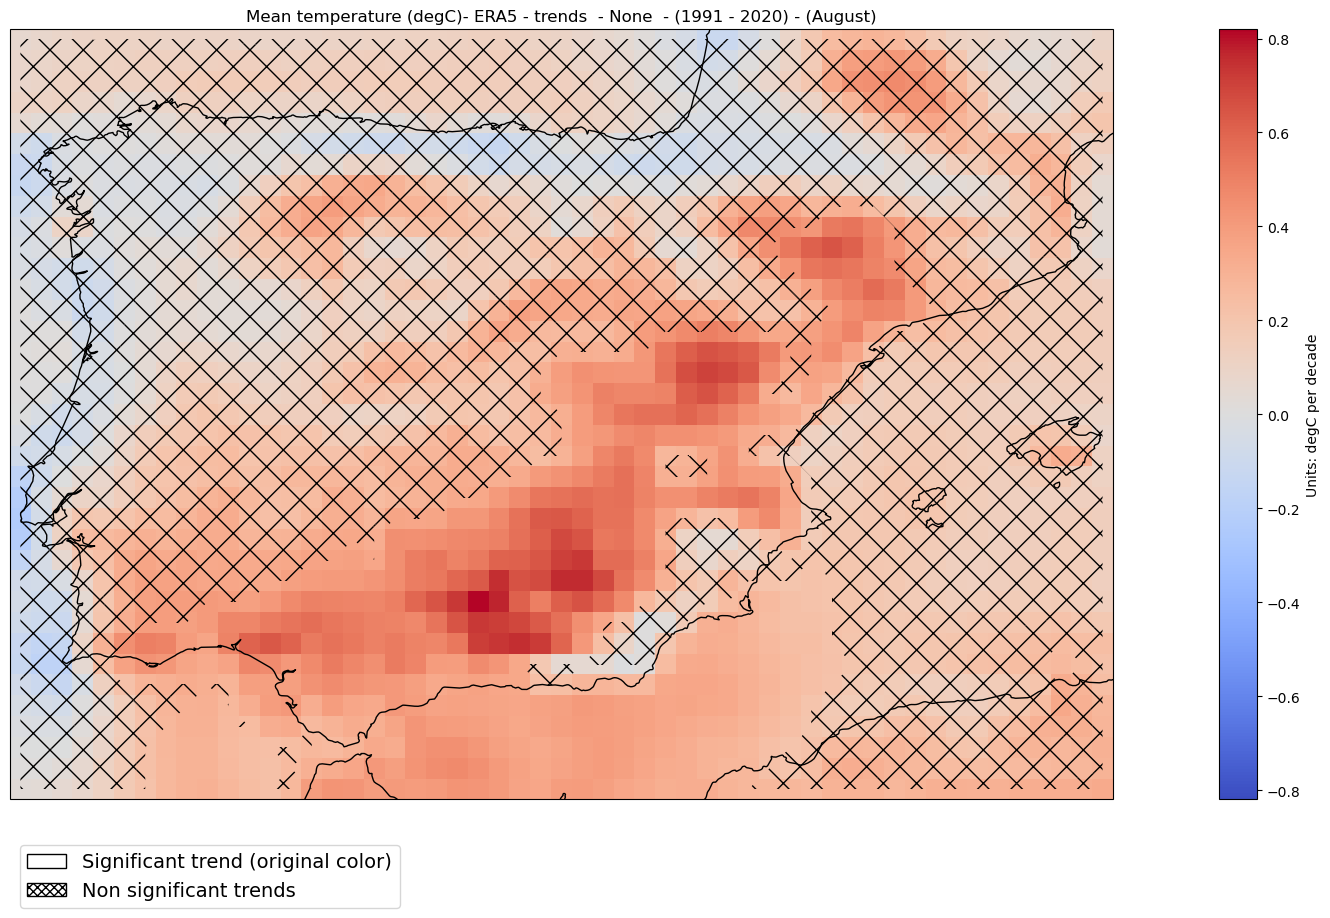 Mean temperature (degC)- ERA5 - trends  - None  - (1991 - 2020) - (August)
0.8
0.6
0.4
0.2
0.0
−0.2
−0.4
−0.6
−0.8
Units: degC per decade
Significant trend (original color)
Non significant trends